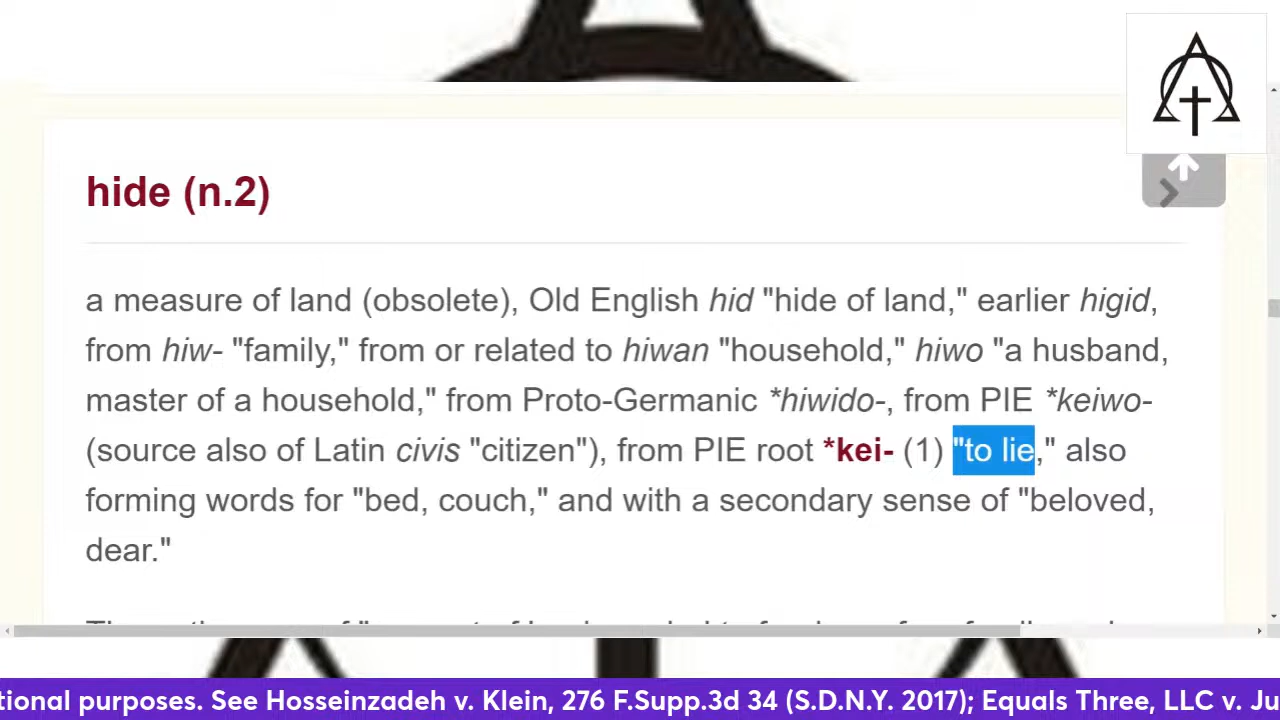 hide (n.2)
a measure of land (obsolete), Old English hid "hide of land," earlier higid,
from hiw- "family," from or related to hiwan "household," hiwo "a husband,
master of a household," from Proto-Germanic *hiwido-, from PIE *keiwo-
(source also of Latin civis "citizen"), from PIE root *kei- (1) "to lie," also
forming words for "bed, couch," and with a secondary sense of "beloved,
dear."
tional purposes. See Hosseinzadeh v. Klein, 276 F.Supp.3d 34 (S.D.N.Y. 2017); Equals Three, LLC v. Ju